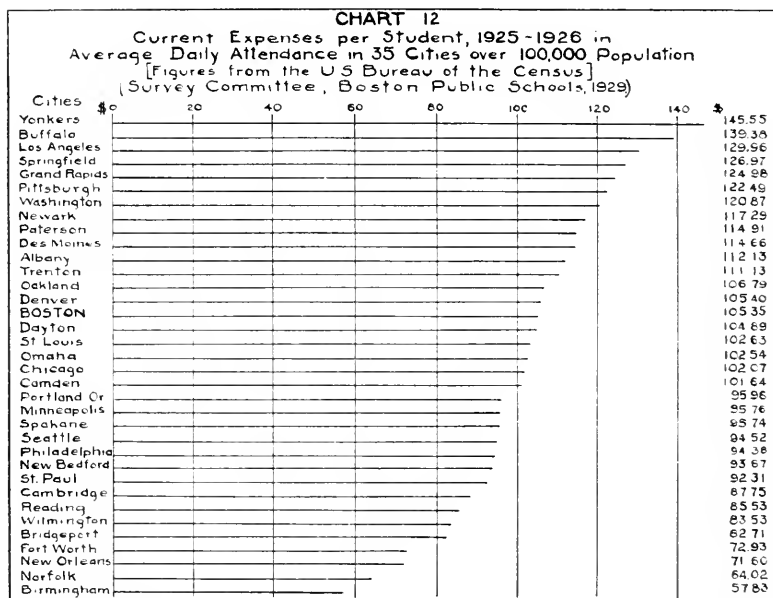 CHART 12
Current Expenses per Student, 1925-1926 in
Average Daily Attendance in 35 Cities over 100,000 Population
[Figures from the US Bureau of the Census]
(Survey Committee, Boston Public Schools, 1929)
Cities $ 0 20 40 60 80 100 120 140 $
Yonkers 145.55
Buffalo 139.38
Los Angeles 129.96
Springfield 126.97
Grand Rapids 124.98
Pittsburgh 122.49
Washington 120.87
Newark 117.29
Paterson 114.91
Des Moines 114.66
Albany 112.13
Trenton 111.13
Oakland 106.79
Denver 105.40
BOSTON 105.35
Dayton 104.89
St Louis 102.63
Omaha 102.54
Chicago 102.07
Camden 101.64
Portland Or 95.96
Minneapolis 95.76
Spokane 95.74
Seattle 94.52
Philadelphia 94.38
New Bedford 93.67
St. Paul 92.31
Cambridge 87.75
Reading 85.53
Wilmington 83.53
Bridgeport 62.71
Fort Worth 72.93
New Orleans 71.60
Norfolk 64.02
Birmingham 57.83